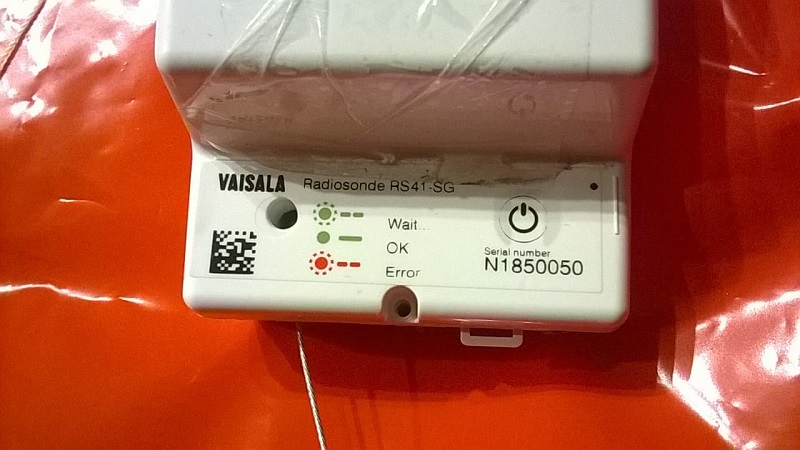 VAISALA Radiosonde RS41-SG
Wait...
OK
Error
Serial number
N1850050